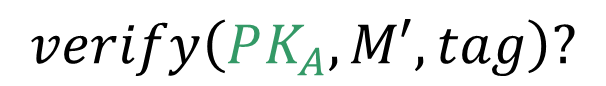 verify(PK_A, M′, tag)?